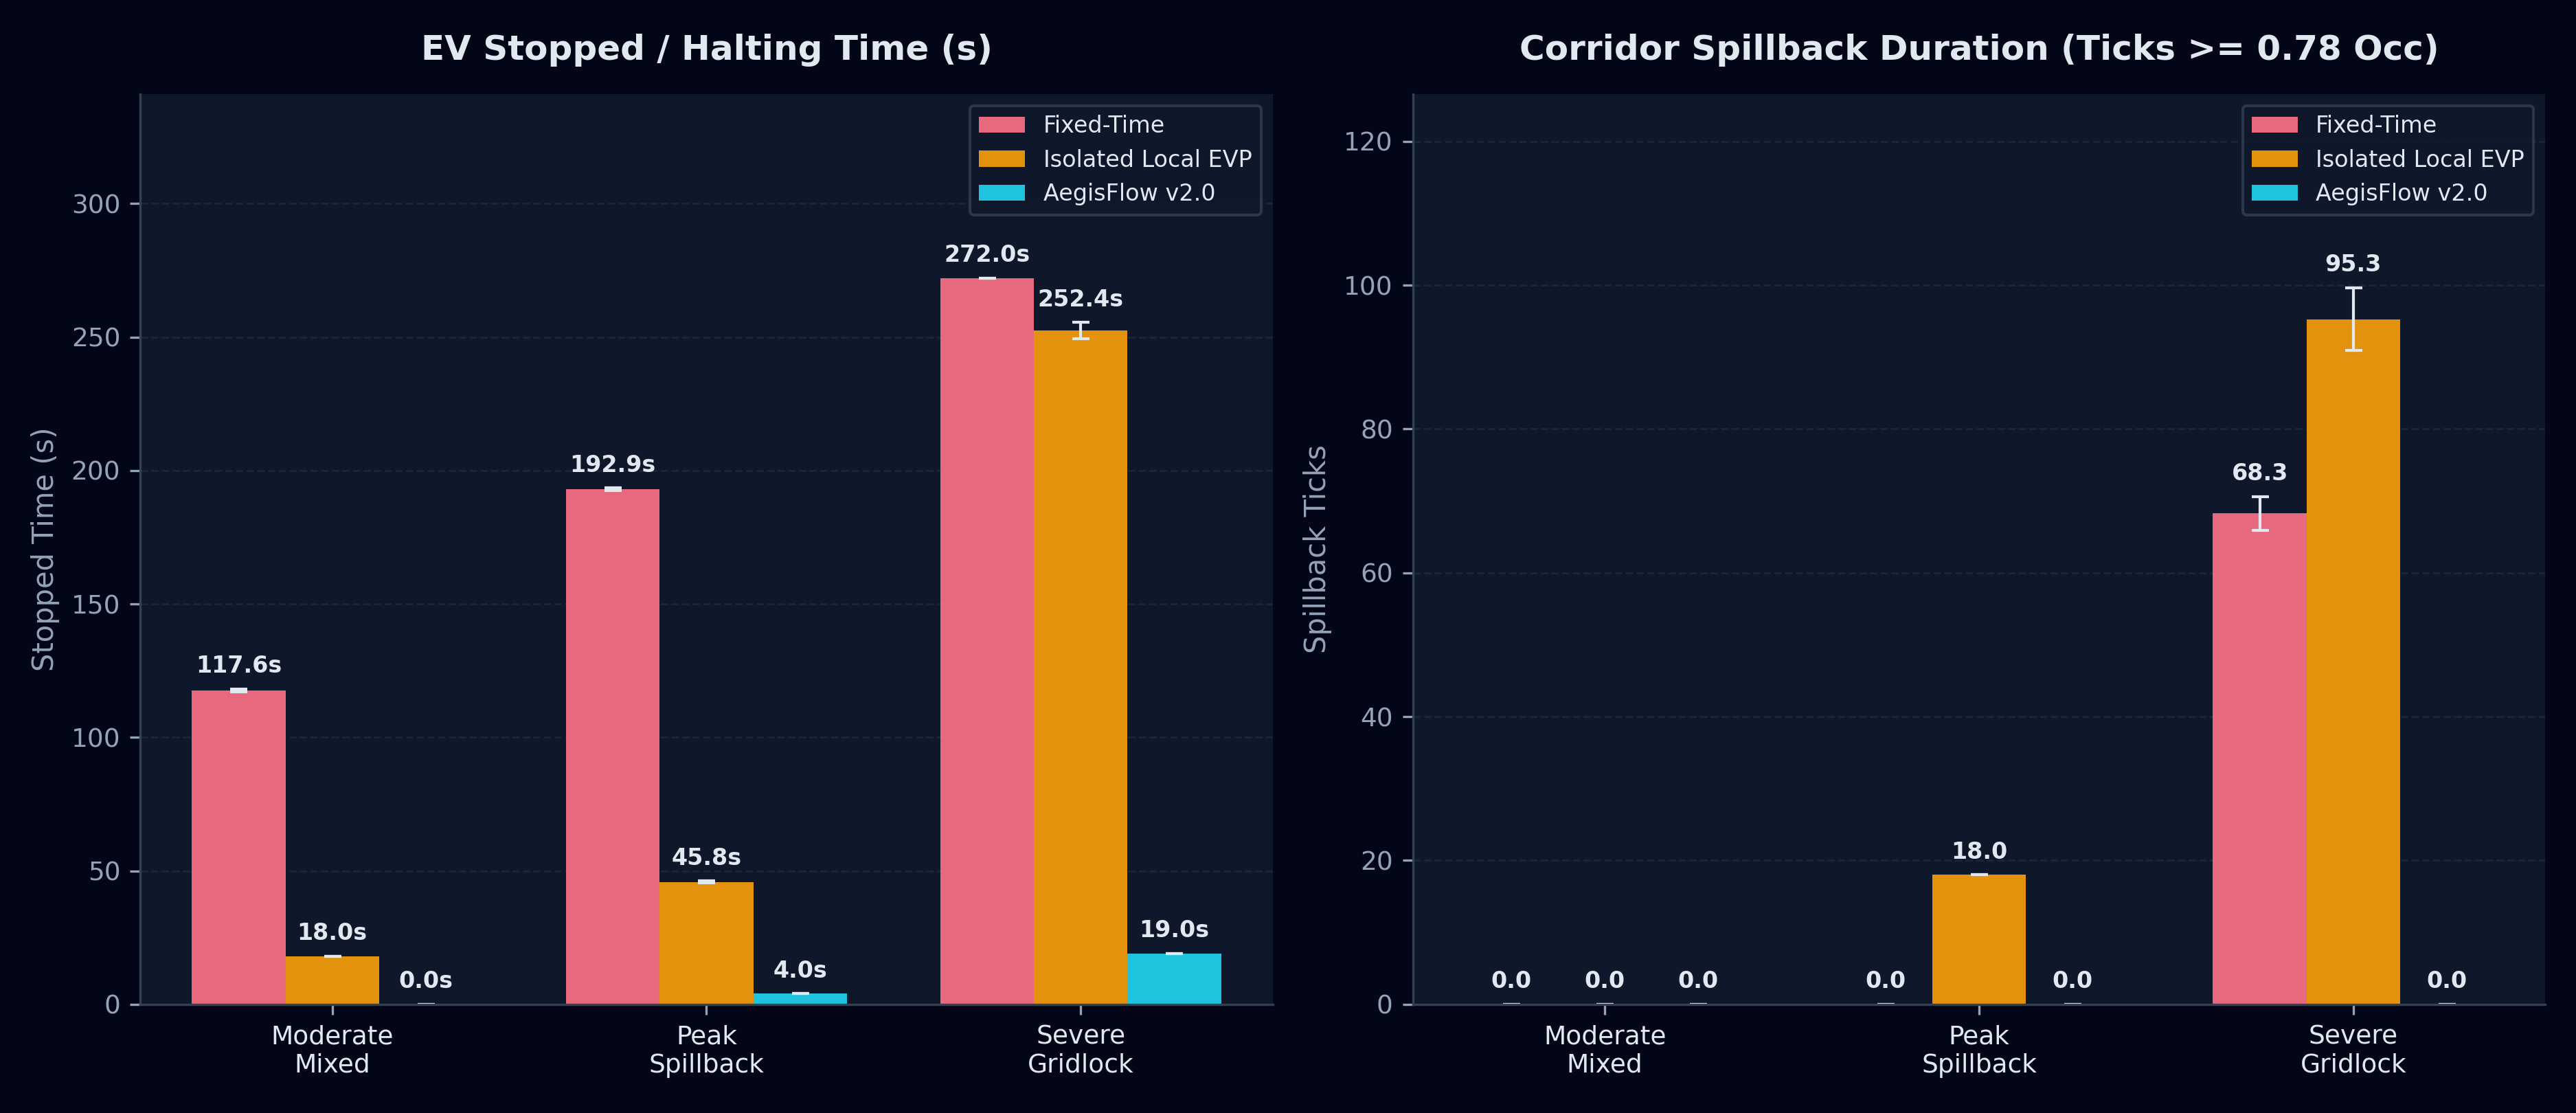 EV Stopped / Halting Time (s)
Stopped Time (s)
300
250
200
150
100
50
0
Fixed-Time
Isolated Local EVP
AegisFlow v2.0
117.6s
18.0s
0.0s
192.9s
45.8s
4.0s
272.0s
252.4s
19.0s
Moderate
Mixed
Peak
Spillback
Severe
Gridlock
Corridor Spillback Duration (Ticks >= 0.78 Occ)
Spillback Ticks
120
100
80
60
40
20
0
Fixed-Time
Isolated Local EVP
AegisFlow v2.0
0.0
0.0
0.0
0.0
18.0
0.0
68.3
95.3
0.0
Moderate
Mixed
Peak
Spillback
Severe
Gridlock